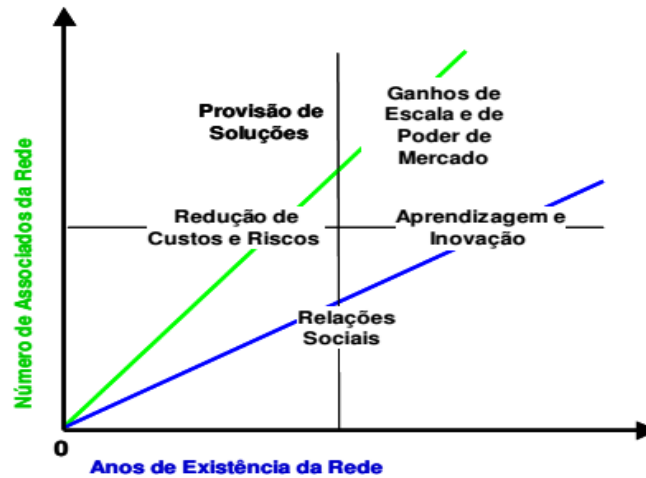 Número de Associados da Rede
Provisão de
Soluções
Ganhos de
Escala e de
Poder de
Mercado
Redução de
Custos e Riscos
Aprendizagem e
Inovação
Relações
Sociais
0
Anos de Existência da Rede